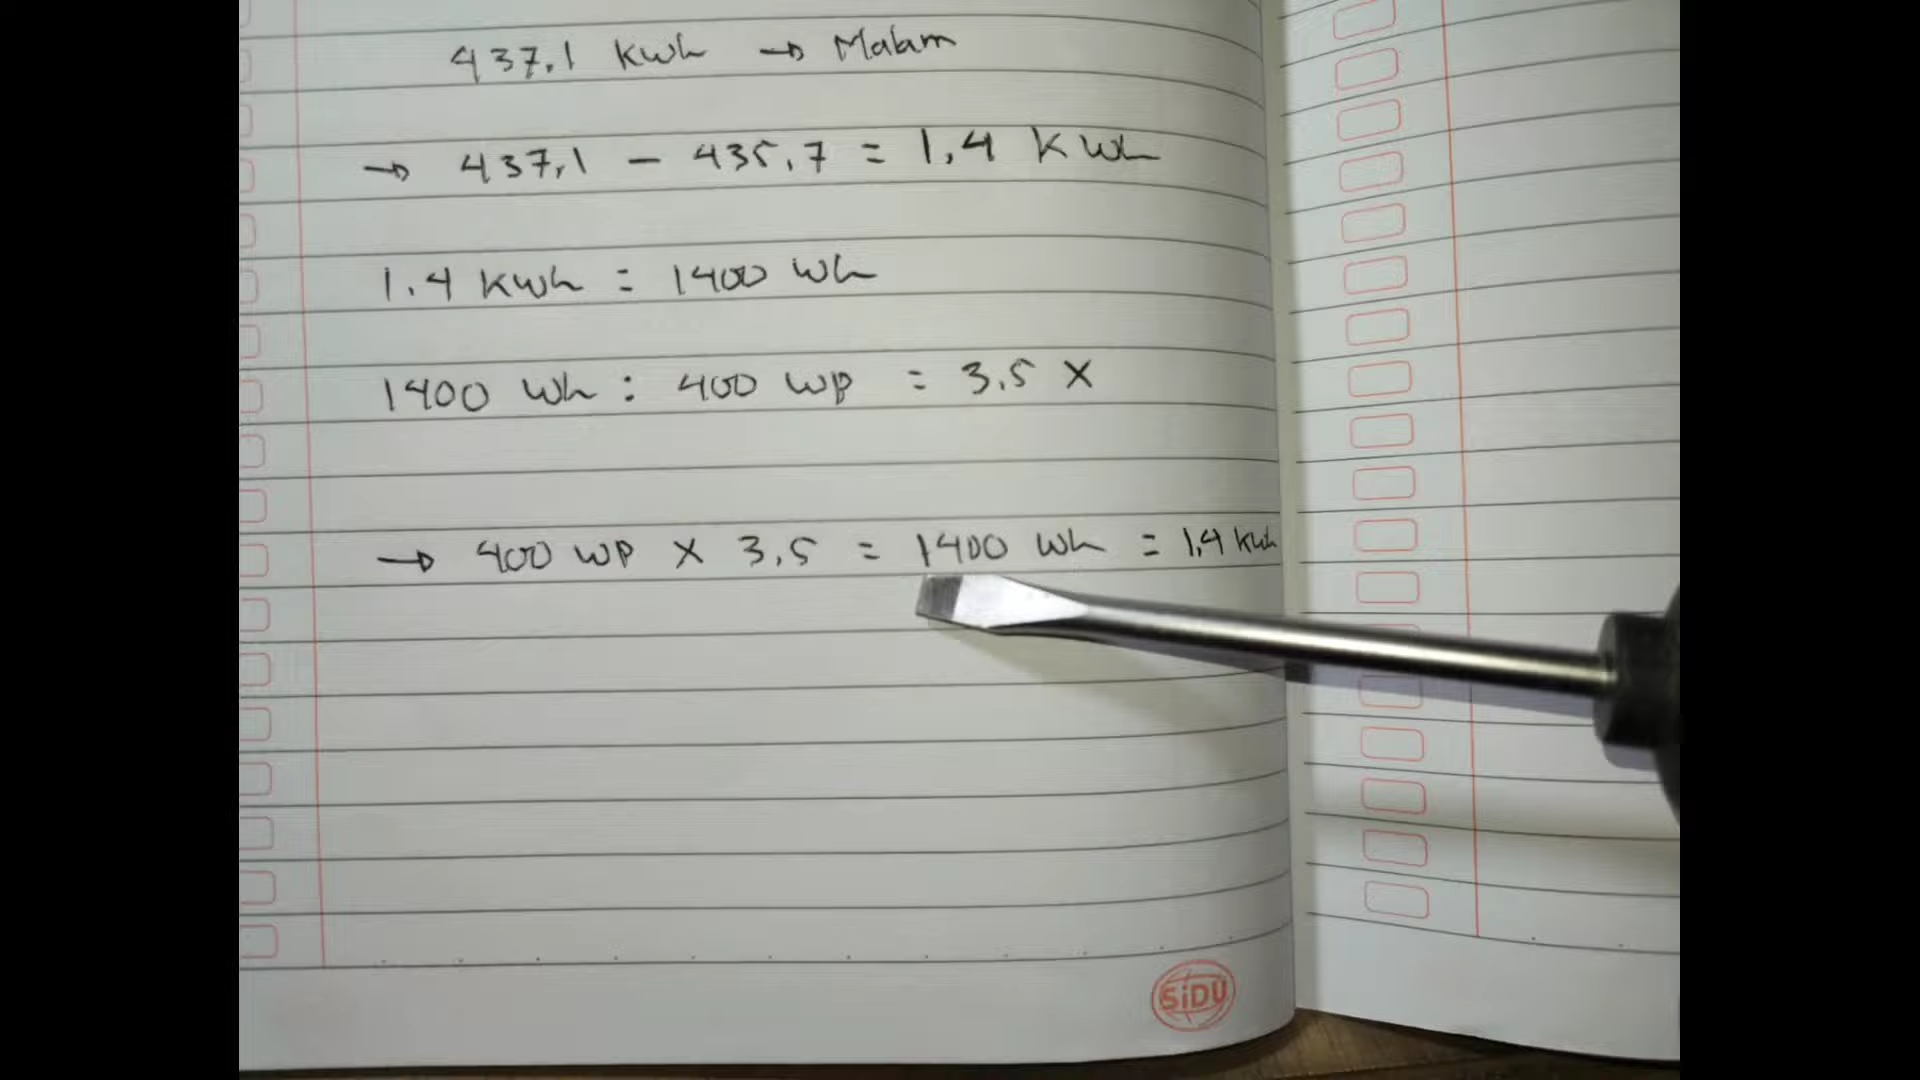 437,1 Kwh → Malam
→ 437,1 - 435,7 = 1,4 Kwh
1.4 Kwh = 1400 Wh
1400 Wh : 400 Wp = 3,5 X
→ 400 WP X 3,5 = 1400 Wh = 1,4 Kwh
SiDU